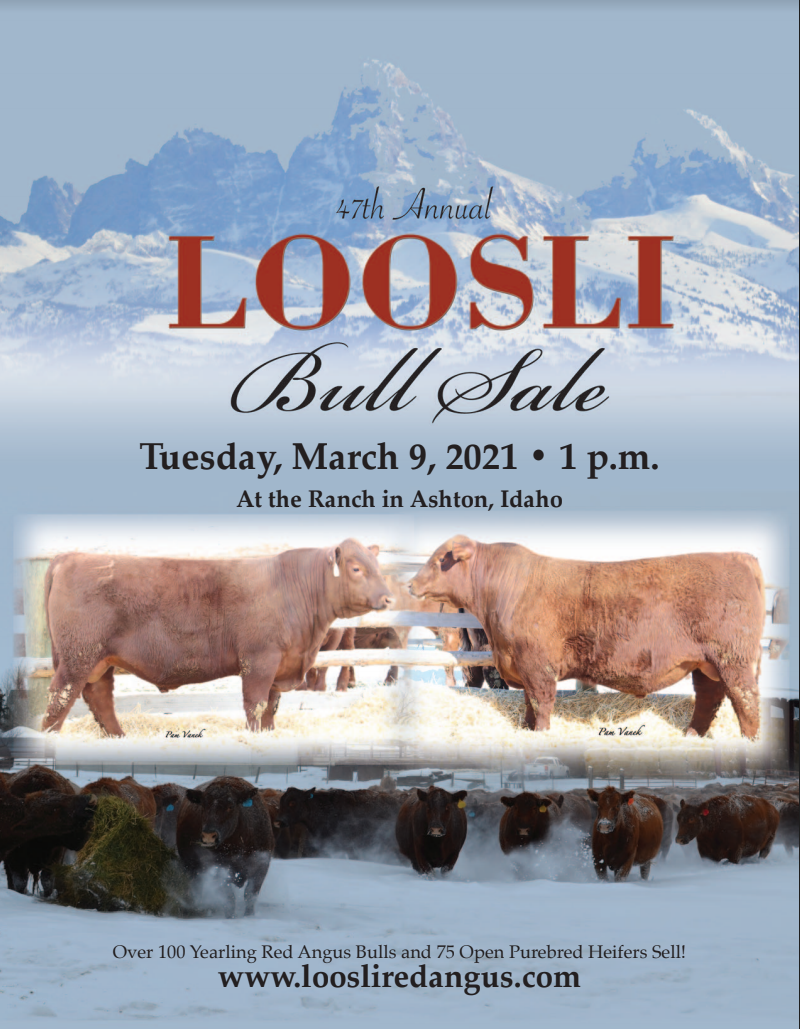 47th Annual
LOOSLI
Bull Sale
Tuesday, March 9, 2021 • 1 p.m.
At the Ranch in Ashton, Idaho
Pam Vanek
Pam Vanek
Over 100 Yearling Red Angus Bulls and 75 Open Purebred Heifers Sell!
www.loosliredangus.com